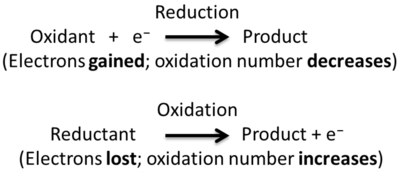 Reduction
Oxidant + e⁻ ⟶ Product
(Electrons gained; oxidation number decreases)
Oxidation
Reductant ⟶ Product + e⁻
(Electrons lost; oxidation number increases)